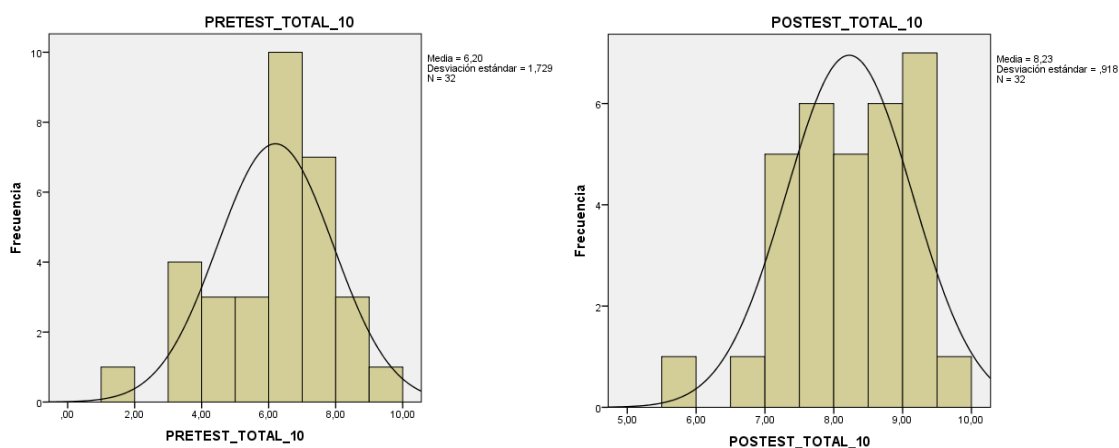 PRETEST_TOTAL_10
Media = 6,20
Desviación estándar = 1,729
N = 32
Frecuencia
10
8
6
4
2
0
,00 2,00 4,00 6,00 8,00 10,00
PRETEST_TOTAL_10
POSTEST_TOTAL_10
Media = 8,23
Desviación estándar = ,918
N = 32
Frecuencia
6
4
2
0
5,00 6,00 7,00 8,00 9,00 10,00
POSTEST_TOTAL_10